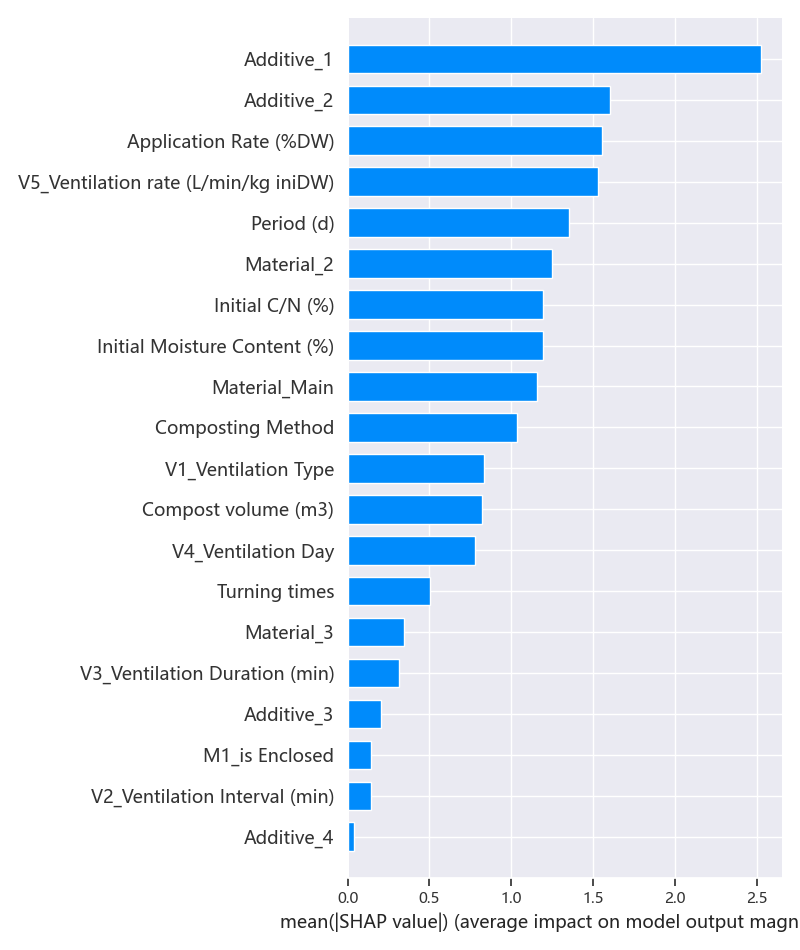 Additive_1
Additive_2
Application Rate (%DW)
V5_Ventilation rate (L/min/kg iniDW)
Period (d)
Material_2
Initial C/N (%)
Initial Moisture Content (%)
Material_Main
Composting Method
V1_Ventilation Type
Compost volume (m3)
V4_Ventilation Day
Turning times
Material_3
V3_Ventilation Duration (min)
Additive_3
M1_is Enclosed
V2_Ventilation Interval (min)
Additive_4
0.0 0.5 1.0 1.5 2.0 2.5
mean(|SHAP value|) (average impact on model output magn